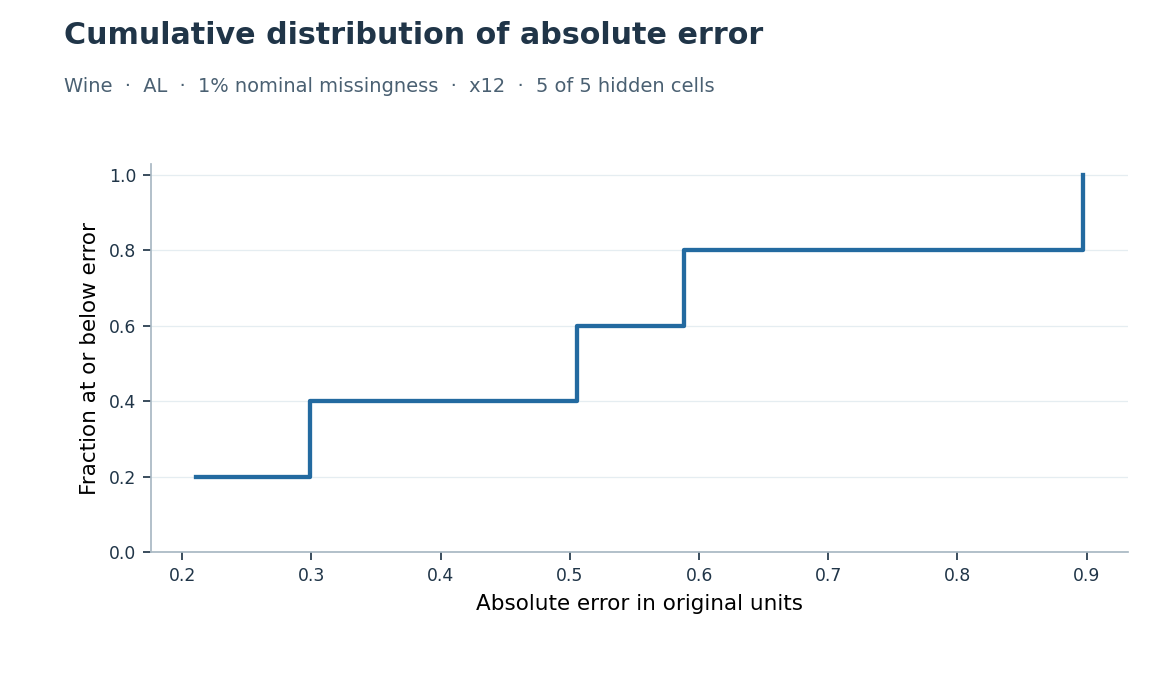 Cumulative distribution of absolute error
Wine · AL · 1% nominal missingness · x12 · 5 of 5 hidden cells
Fraction at or below error
1.0
0.8
0.6
0.4
0.2
0.0
0.2 0.3 0.4 0.5 0.6 0.7 0.8 0.9
Absolute error in original units